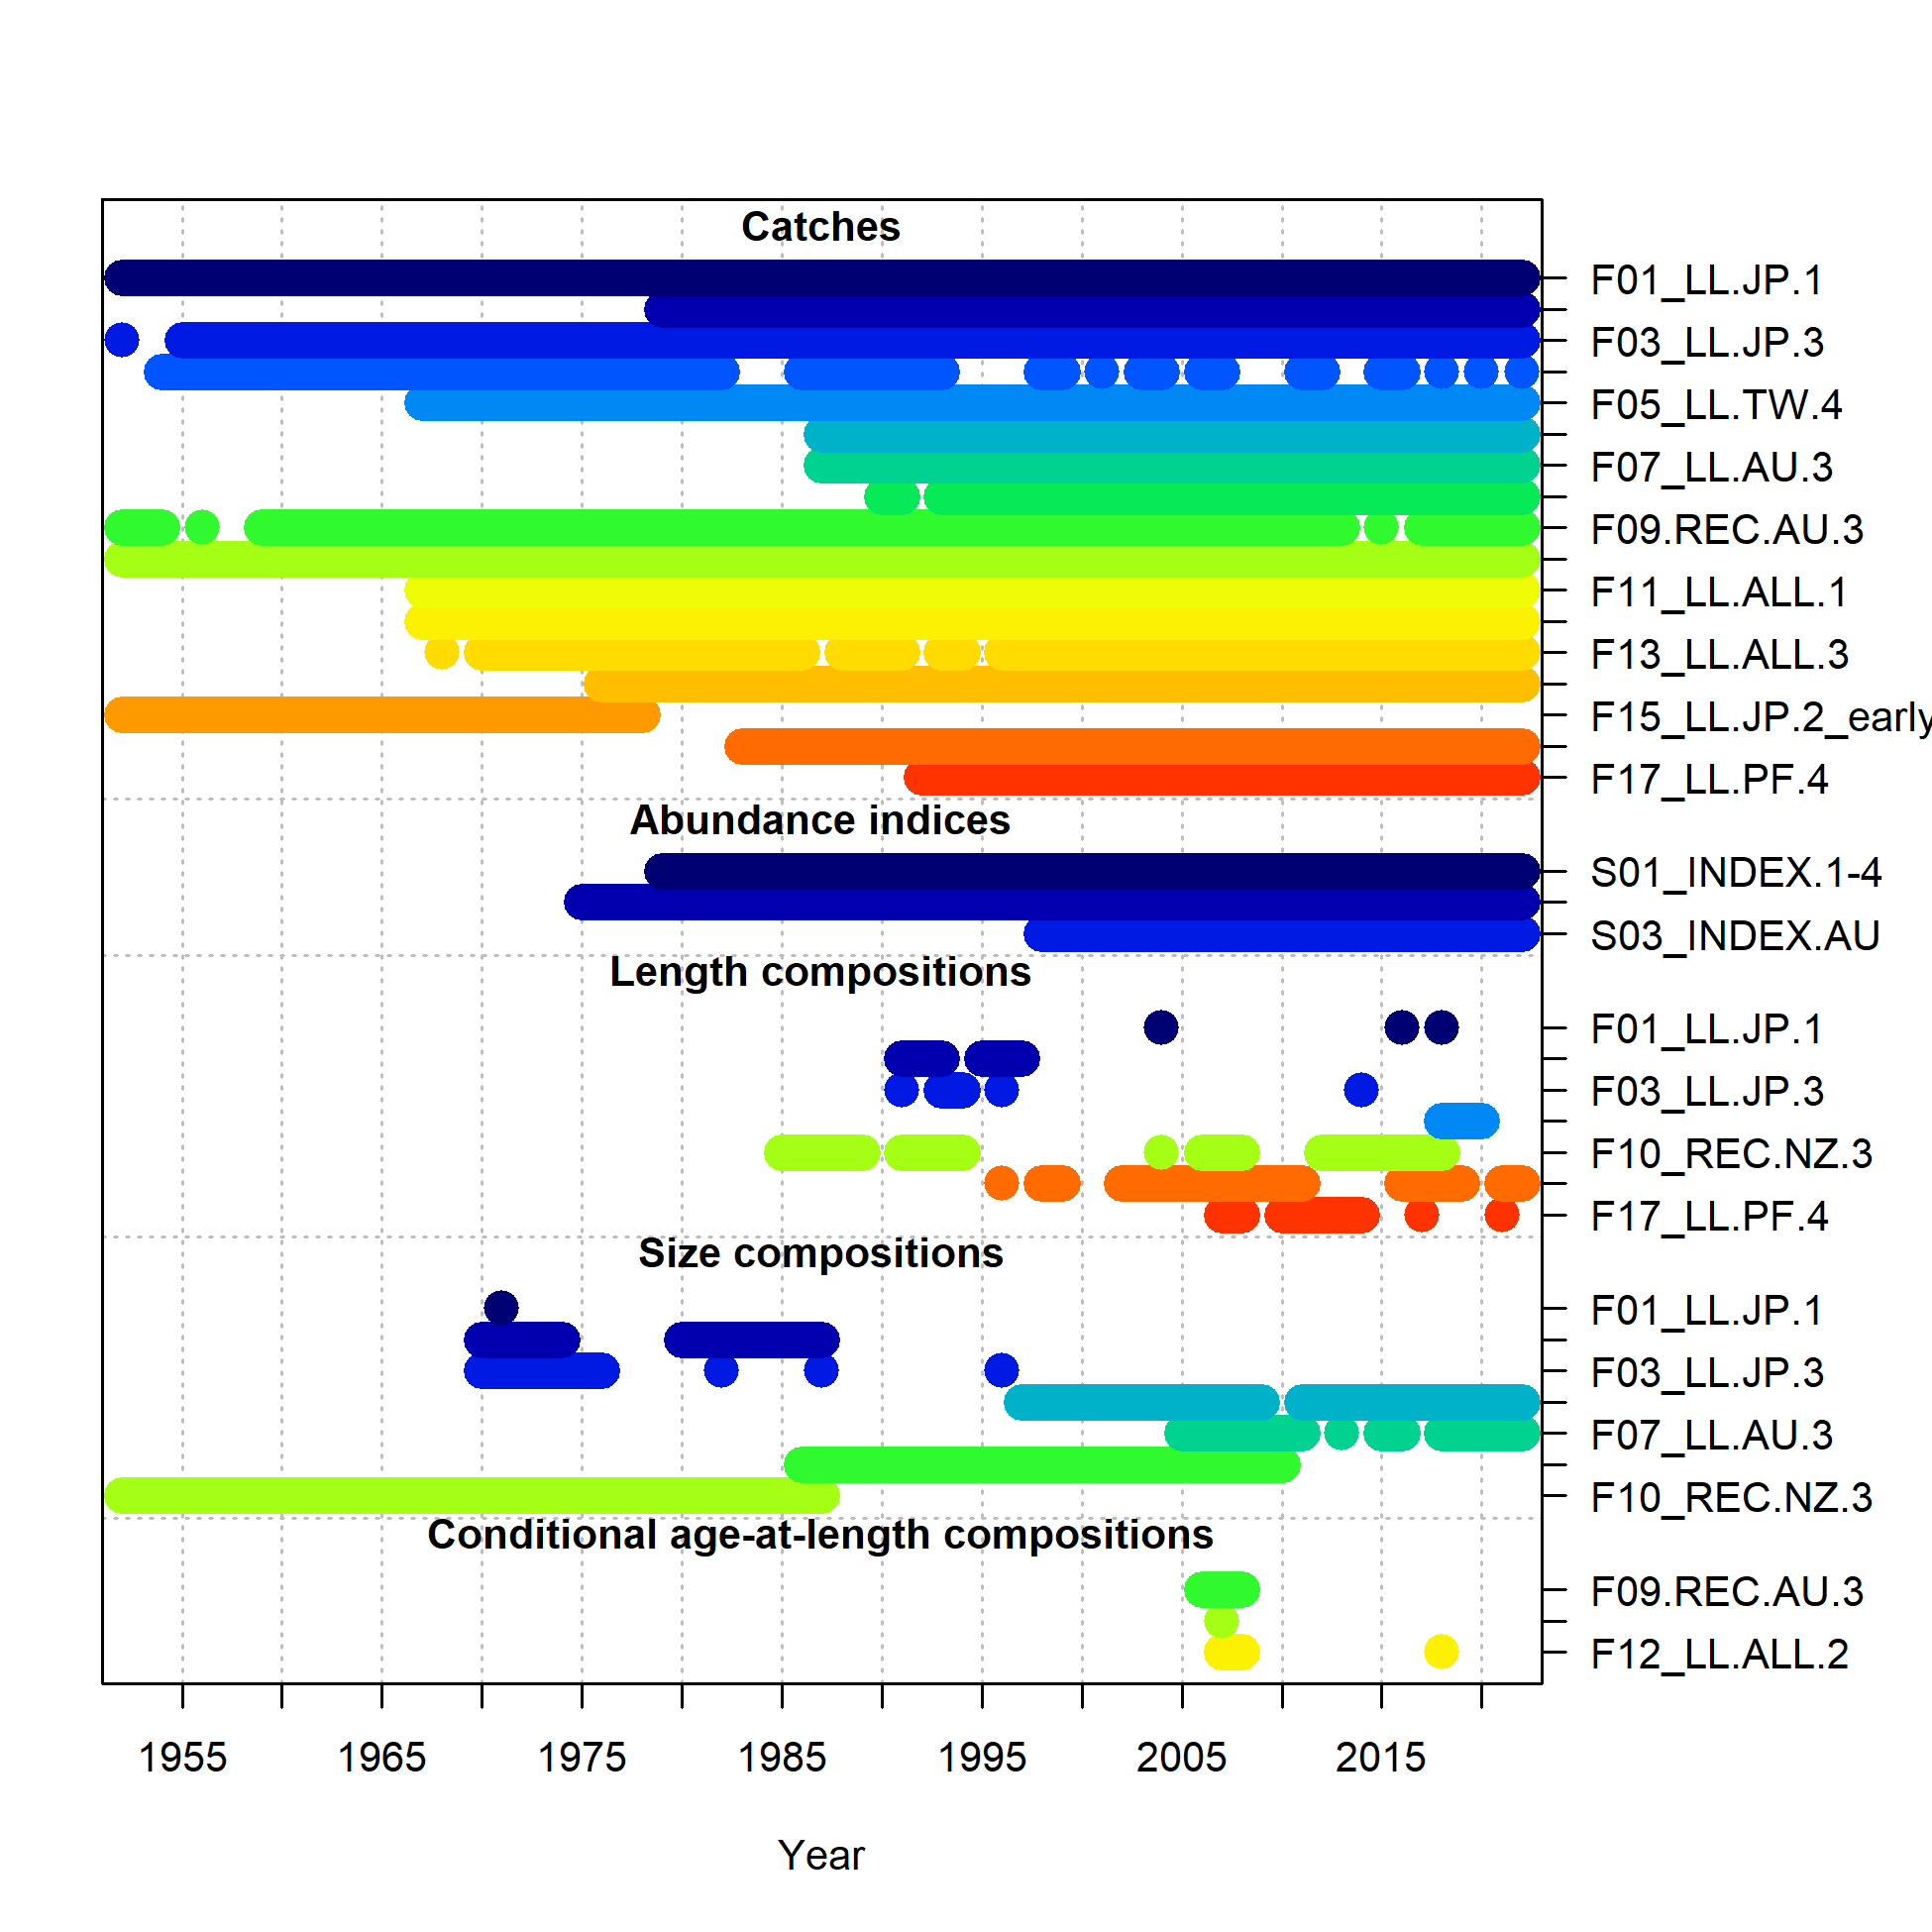 Catches
F01_LL.JP.1
F03_LL.JP.3
F05_LL.TW.4
F07_LL.AU.3
F09.REC.AU.3
F11_LL.ALL.1
F13_LL.ALL.3
F15_LL.JP.2_early
F17_LL.PF.4
Abundance indices
S01_INDEX.1-4
S03_INDEX.AU
Length compositions
F01_LL.JP.1
F03_LL.JP.3
F10_REC.NZ.3
F17_LL.PF.4
Size compositions
F01_LL.JP.1
F03_LL.JP.3
F07_LL.AU.3
F10_REC.NZ.3
Conditional age-at-length compositions
F09.REC.AU.3
F12_LL.ALL.2
1955 1965 1975 1985 1995 2005 2015
Year